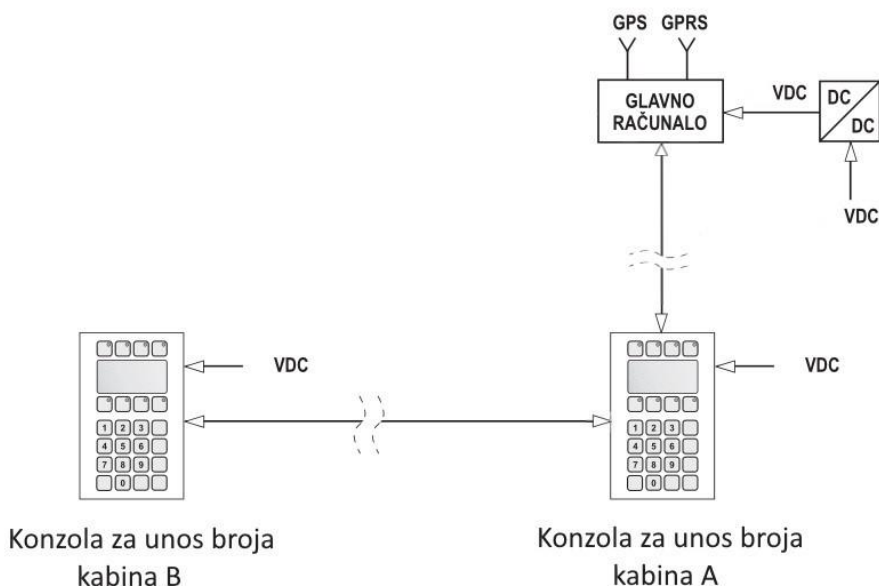 GPS GPRS
GLAVNO
RAČUNALO
VDC
DC
DC
VDC
VDC
VDC
1 2 3
4 5 6
7 8 9
0
1 2 3
4 5 6
7 8 9
0
Konzola za unos broja
kabina B
Konzola za unos broja
kabina A